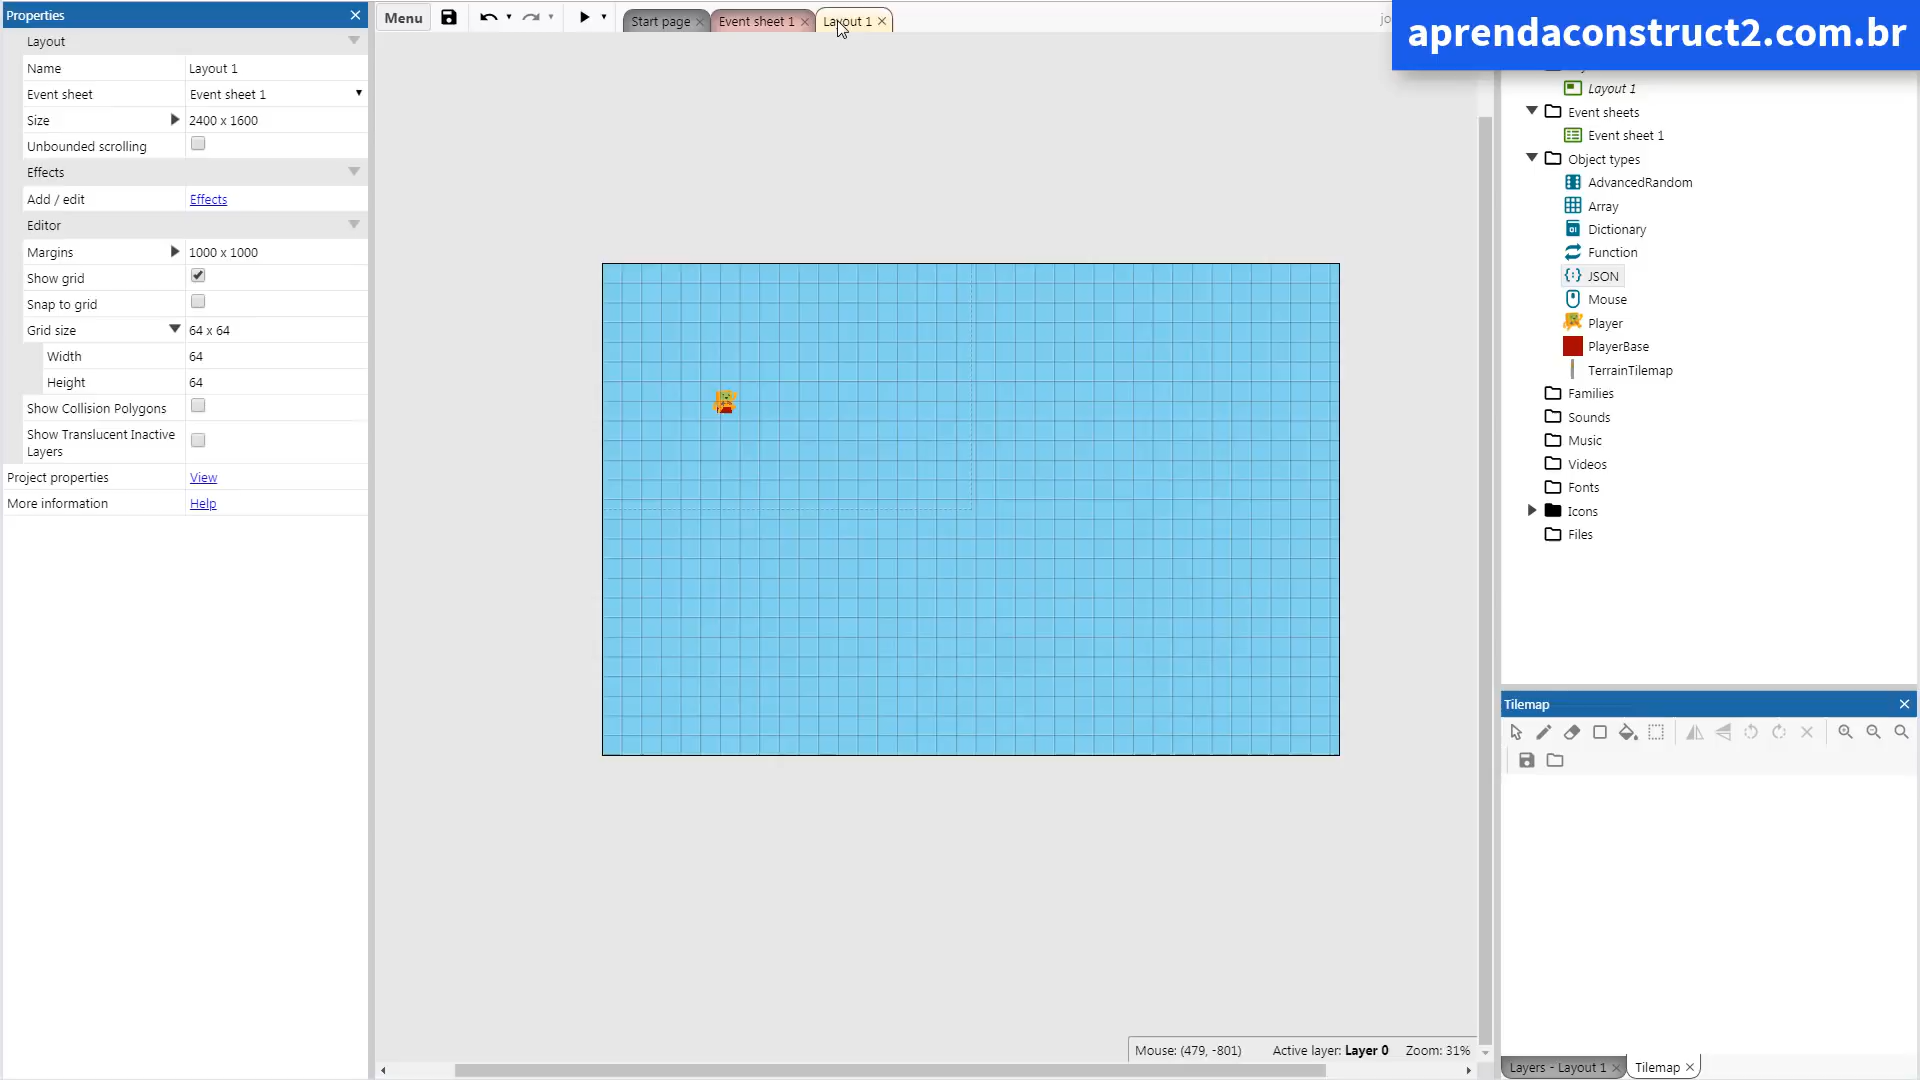 Properties
Layout
Name Layout 1
Event sheet Event sheet 1
Size 2400 x 1600
Unbounded scrolling
Effects
Add / edit Effects
Editor
Margins 1000 x 1000
Show grid
Snap to grid
Grid size 64 x 64
Width 64
Height 64
Show Collision Polygons
Show Translucent Inactive
Layers
Project properties View
More information Help
Menu
Start page
Event sheet 1
Layout 1
aprendaconstruct2.com.br
Layout 1
Event sheets
Event sheet 1
Object types
AdvancedRandom
Array
Dictionary
Function
JSON
Mouse
Player
PlayerBase
TerrainTilemap
Families
Sounds
Music
Videos
Fonts
Icons
Files
Tilemap
Mouse: (479, -801) Active layer: Layer 0 Zoom: 31%
Layers - Layout 1
Tilemap